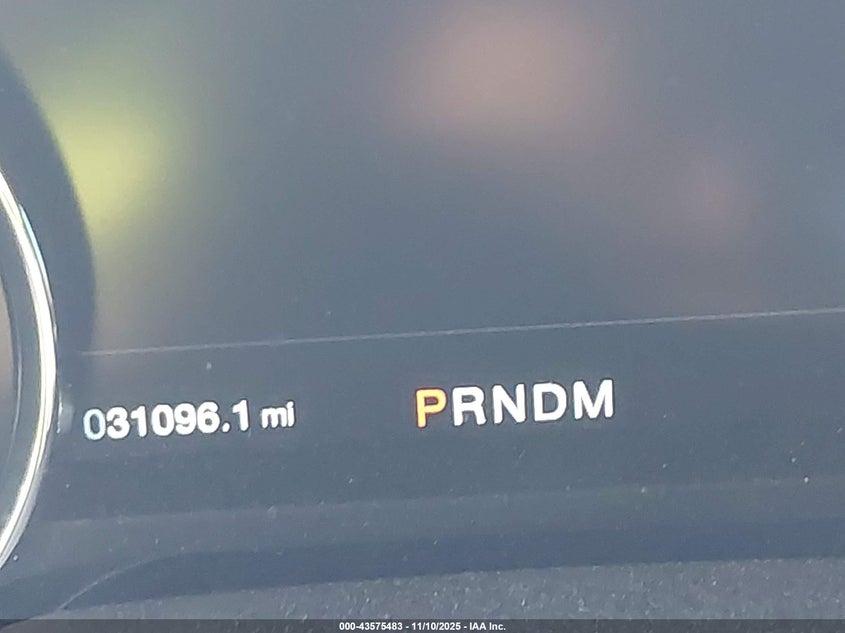 031096.1 mi PRNDM
000-43575483 - 11/10/2025 - IAA Inc.